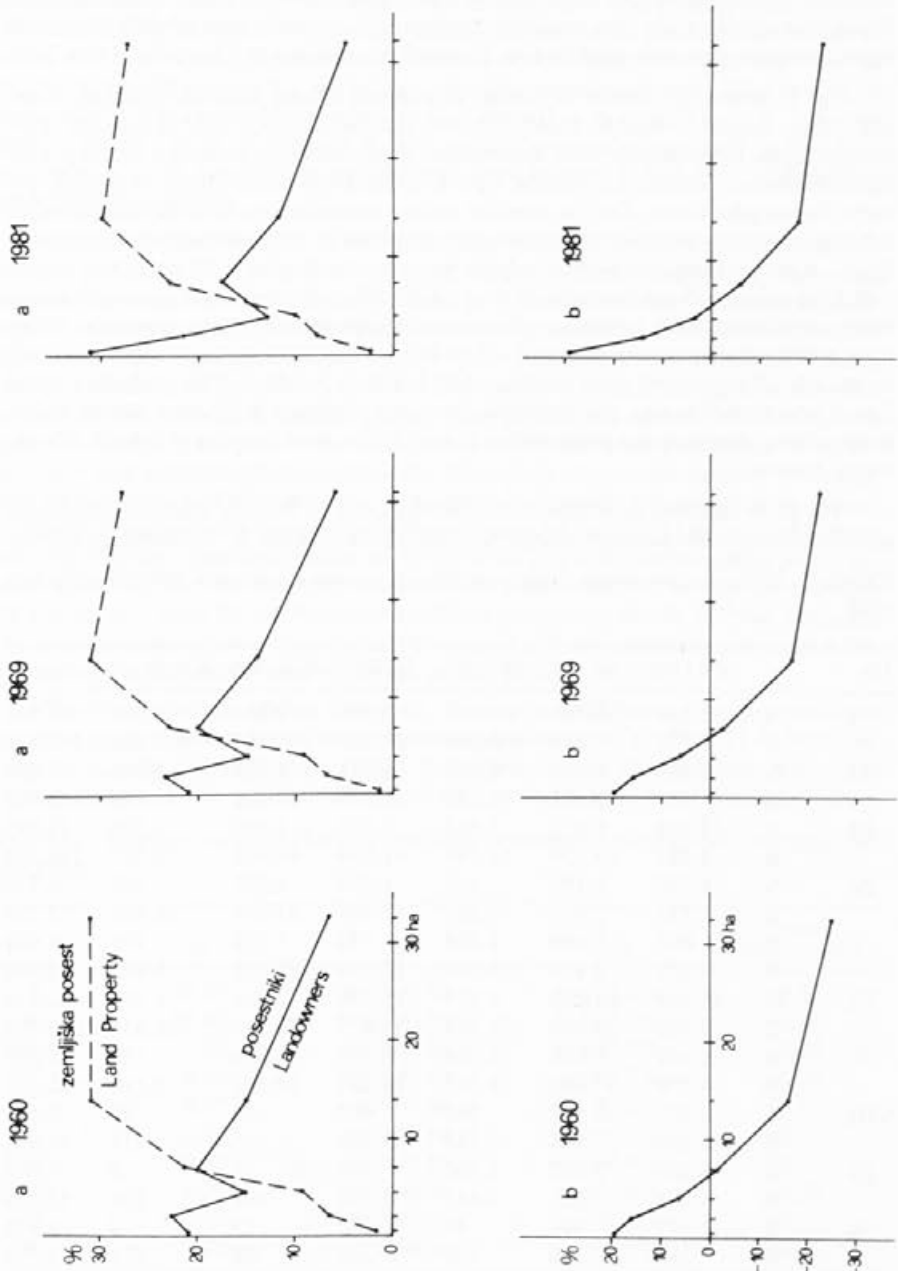 a 1960
a 1969
a 1981
%
30
20
10
0
zemljiska posest
Land Property
posestniki
Landowners
10 20 30 ha
b 1960
b 1969
b 1981
%
20
10
0
-10
-20
-30
10 20 30 ha